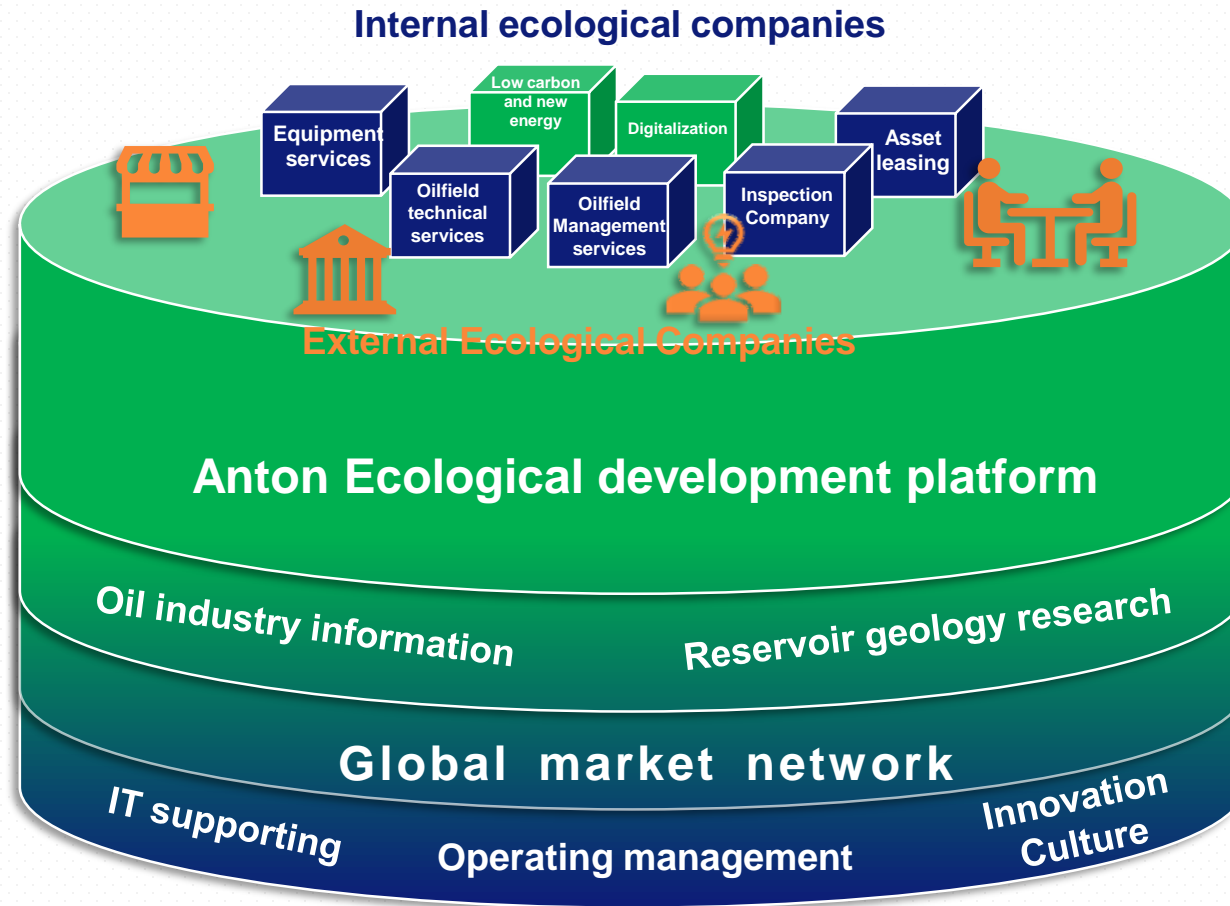 Internal ecological companies
Low carbon
and new
energy
Digitalization
Equipment
services
Asset
leasing
Oilfield
technical
services
Oilfield
Management
services
Inspection
Company
External Ecological Companies
Anton Ecological development platform
Oil industry information
Reservoir geology research
Global market network
IT supporting
Operating management
Innovation
Culture